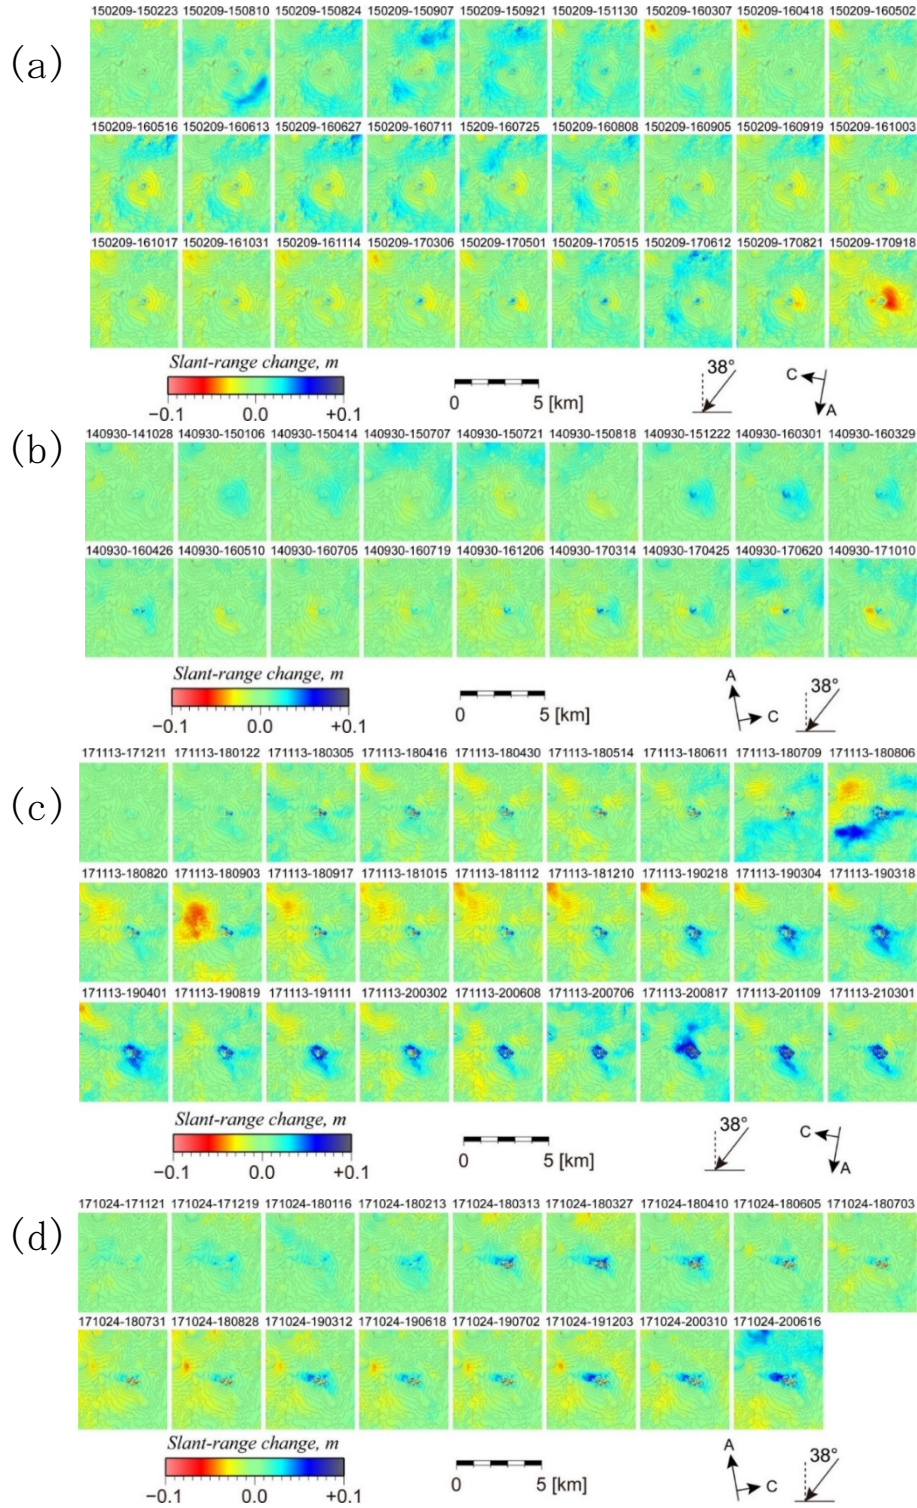 (a)
150209-150223 150209-150810 150209-150824 150209-150907 150209-150921 150209-151130 150209-160307 150209-160418 150209-160502
150209-160516 150209-160613 150209-160627 150209-160711 150209-160725 150209-160808 150209-160905 150209-160919 150209-161003
150209-161017 150209-161031 150209-161114 150209-170306 150209-170501 150209-170515 150209-170612 150209-170821 150209-170918
Slant-range change, m
−0.1 0.0 +0.1
0 5 [km]
38°
C
A
(b)
140930-141028 140930-150106 140930-150414 140930-150707 140930-150721 140930-150818 140930-151222 140930-160301 140930-160329
140930-160426 140930-160510 140930-160705 140930-160719 140930-161206 140930-170314 140930-170425 140930-170620 140930-171010
Slant-range change, m
−0.1 0.0 +0.1
0 5 [km]
A
C
38°
(c)
171113-171211 171113-180122 171113-180305 171113-180416 171113-180430 171113-180514 171113-180611 171113-180709 171113-180806
171113-180820 171113-180903 171113-180917 171113-181015 171113-181112 171113-181210 171113-190218 171113-190304 171113-190318
171113-190401 171113-190819 171113-191111 171113-200302 171113-200608 171113-200706 171113-200817 171113-201109 171113-210301
Slant-range change, m
−0.1 0.0 +0.1
0 5 [km]
38°
C
A
(d)
171024-171121 171024-171219 171024-180116 171024-180213 171024-180313 171024-180327 171024-180410 171024-180605 171024-180703
171024-180731 171024-180828 171024-190312 171024-190618 171024-190702 171024-191203 171024-200310 171024-200616
Slant-range change, m
−0.1 0.0 +0.1
0 5 [km]
A
C
38°